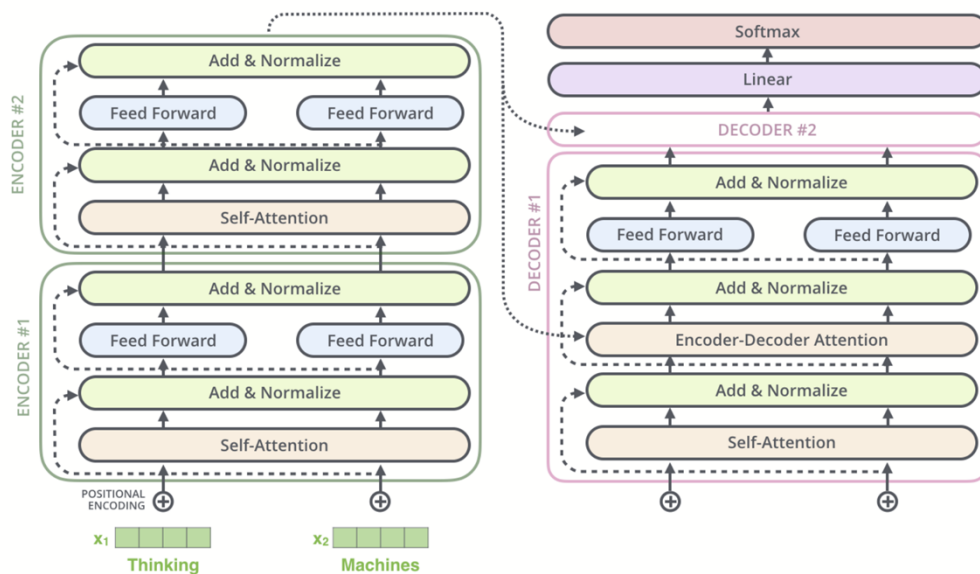 ENCODER #2
Add & Normalize
Feed Forward Feed Forward
Add & Normalize
Self-Attention
ENCODER #1
Add & Normalize
Feed Forward Feed Forward
Add & Normalize
Self-Attention
POSITIONAL
ENCODING
x1 x2
Thinking Machines
Softmax
Linear
DECODER #2
DECODER #1
Add & Normalize
Feed Forward Feed Forward
Add & Normalize
Encoder-Decoder Attention
Add & Normalize
Self-Attention